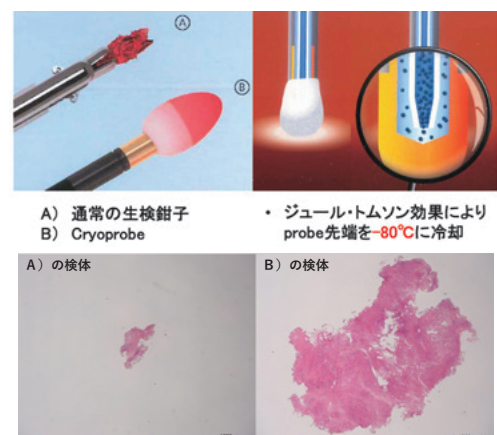 A
B
A） 通常の生検鉗子
B） Cryoprobe
・ ジュール・トムソン効果により
probe先端を-80℃に冷却
A）の検体
B）の検体